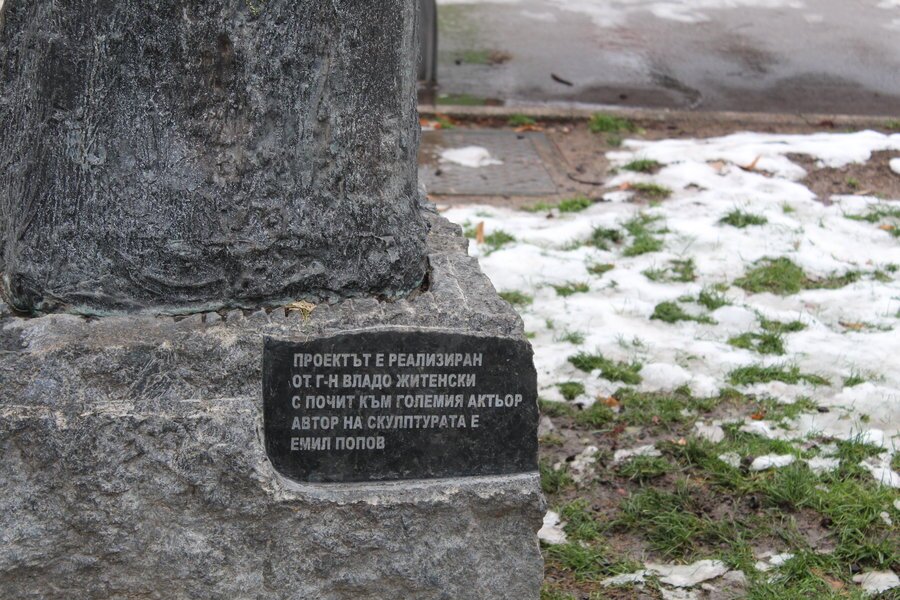 ПРОЕКТЪТ Е РЕАЛИЗИРАН
ОТ Г-Н ВЛАДО ЖИТЕНСКИ
С ПОЧИТ КЪМ ГОЛЕМИЯ АКТЬОР
АВТОР НА СКУЛПТУРАТА Е
ЕМИЛ ПОПОВ